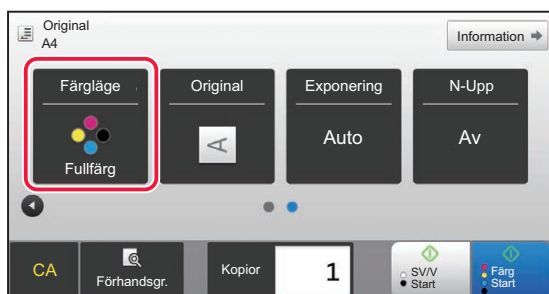 Original
A4
Information
Färgläge
Original
Exponering
N-Upp
Fullfärg
Auto
Av
CA
Förhandsgr.
Kopior
1
SV/V
Start
Färg
Start